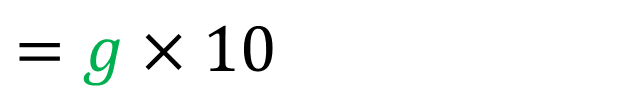 = g × 10